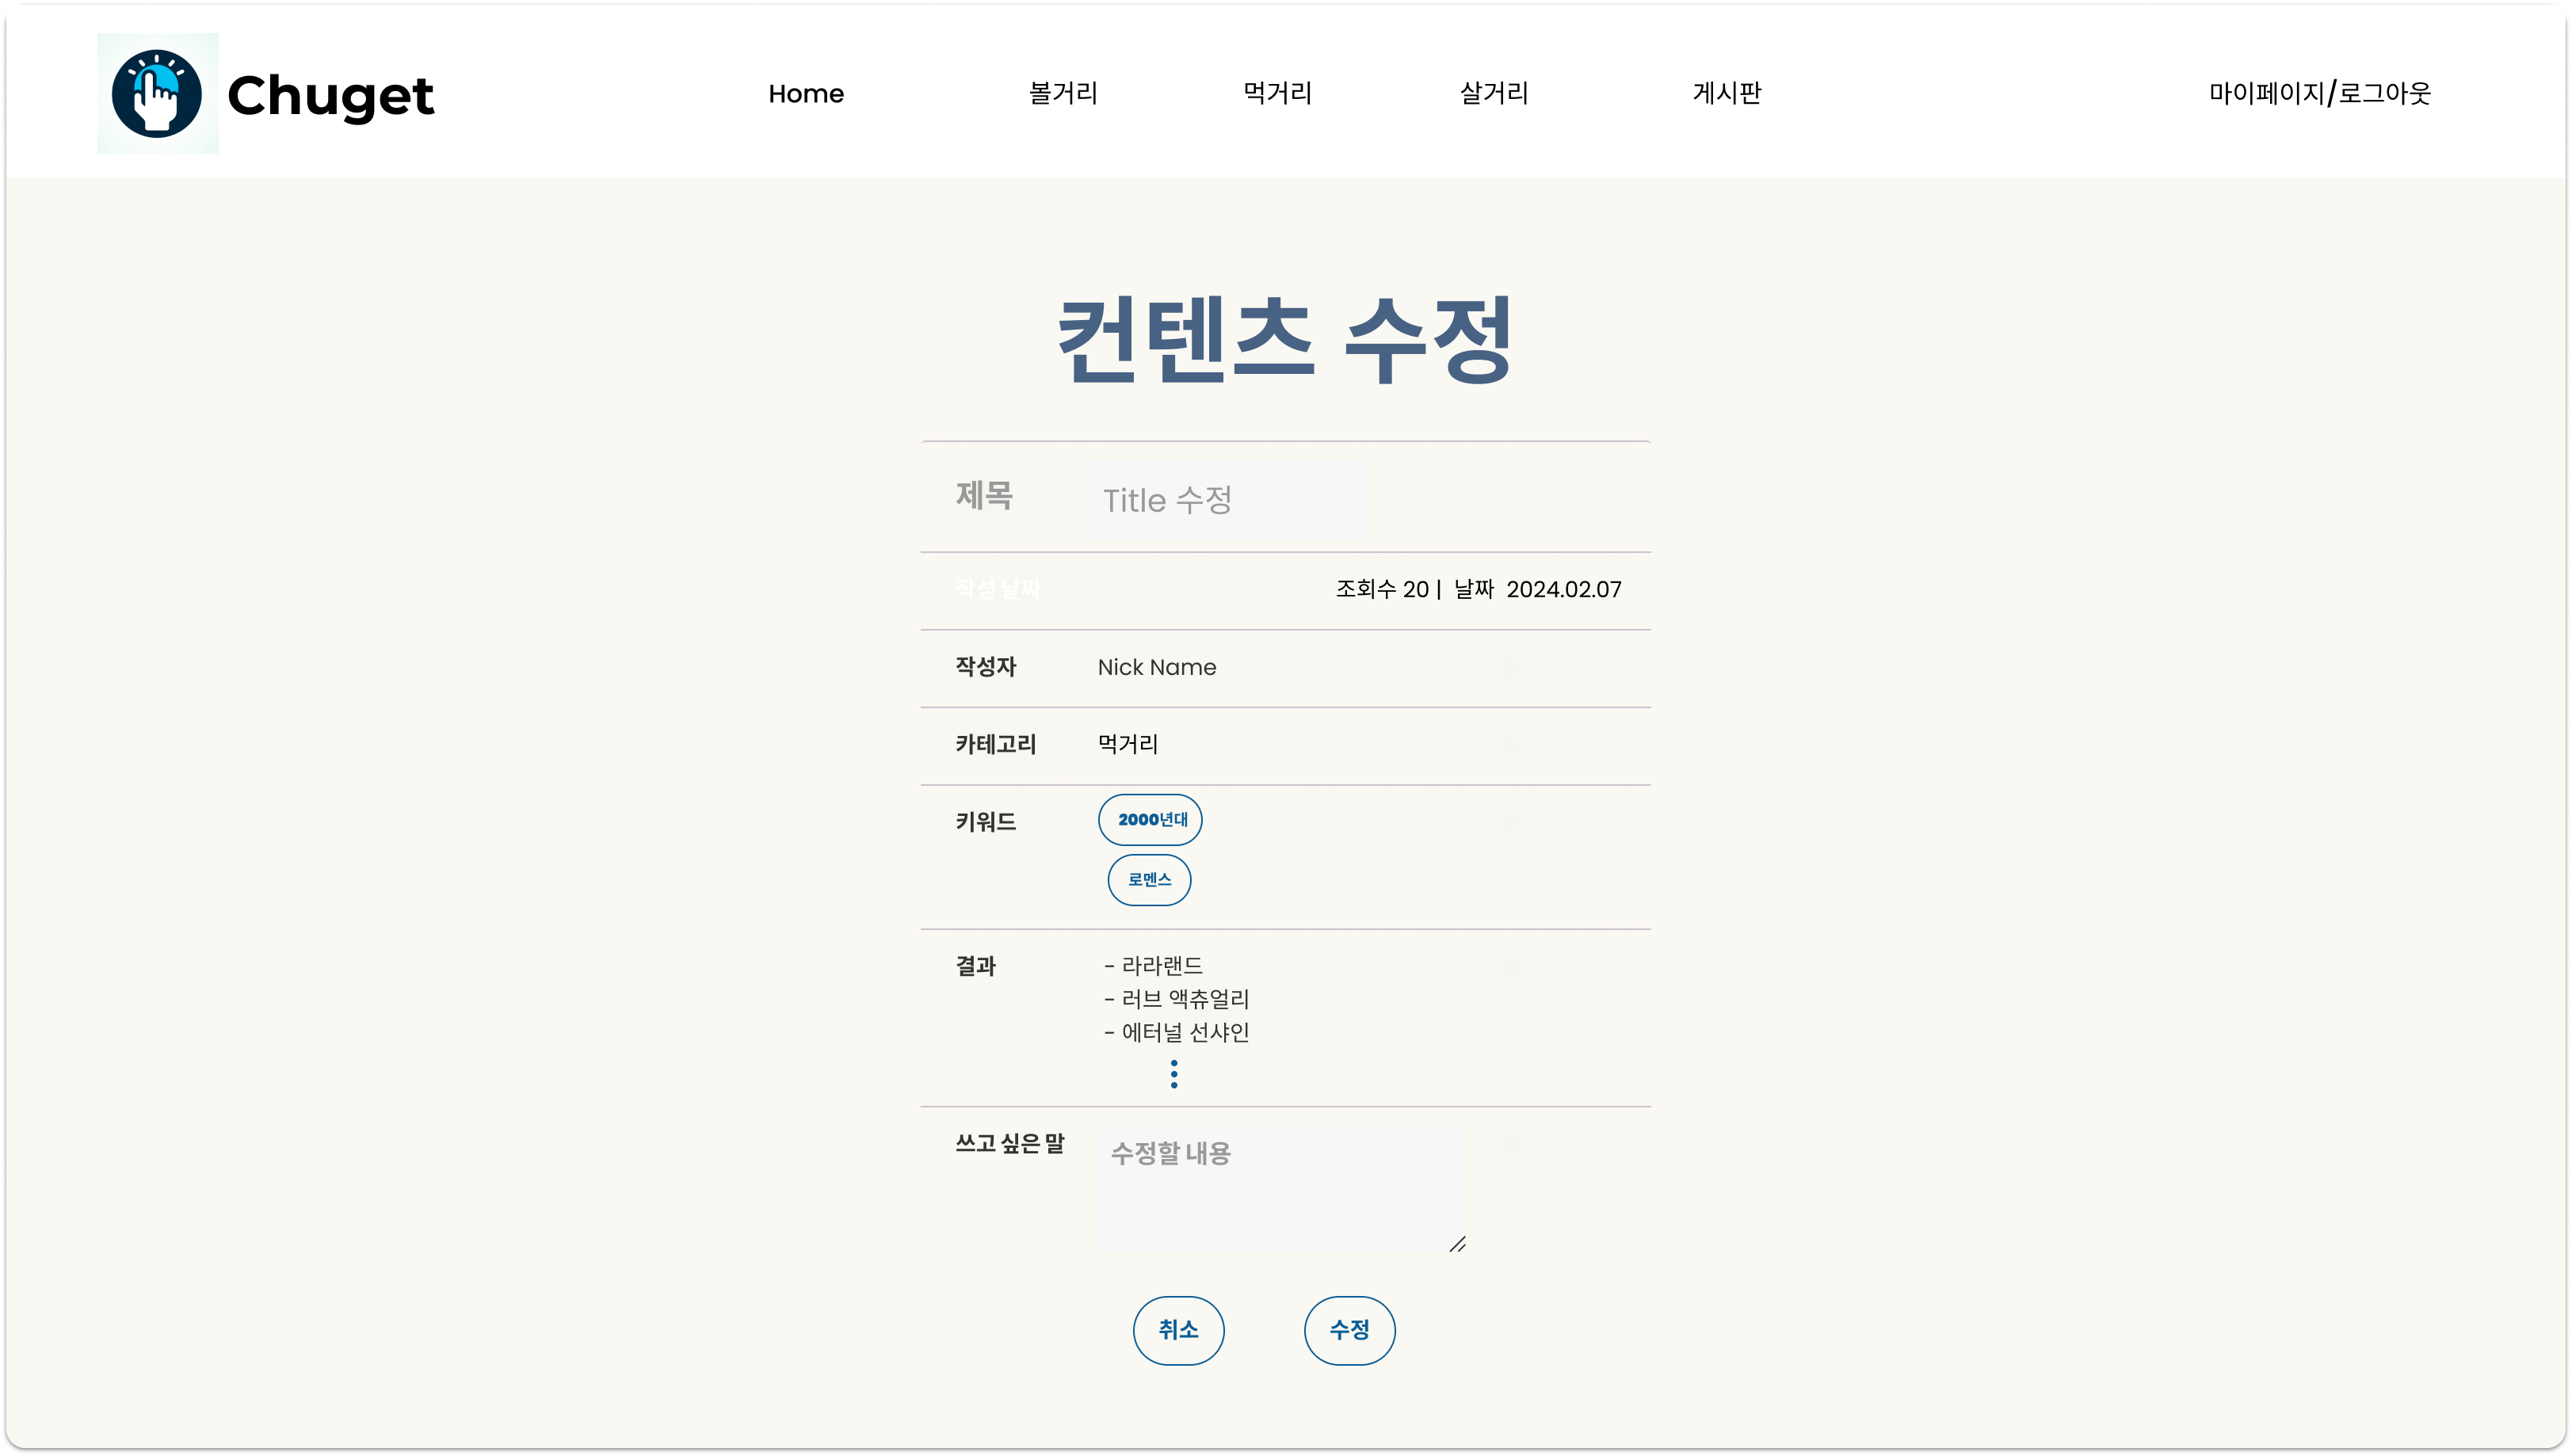 Chuget
Home 볼거리 먹거리 살거리 게시판 마이페이지/로그아웃
컨텐츠 수정
제목 Title 수정
작성 날짜 조회수 20 | 날짜 2024.02.07
작성자 Nick Name
카테고리 먹거리
키워드 2000년대
로멘스
결과 - 라라랜드
- 러브 액츄얼리
- 에터널 선샤인
쓰고 싶은 말 수정할 내용
취소 수정